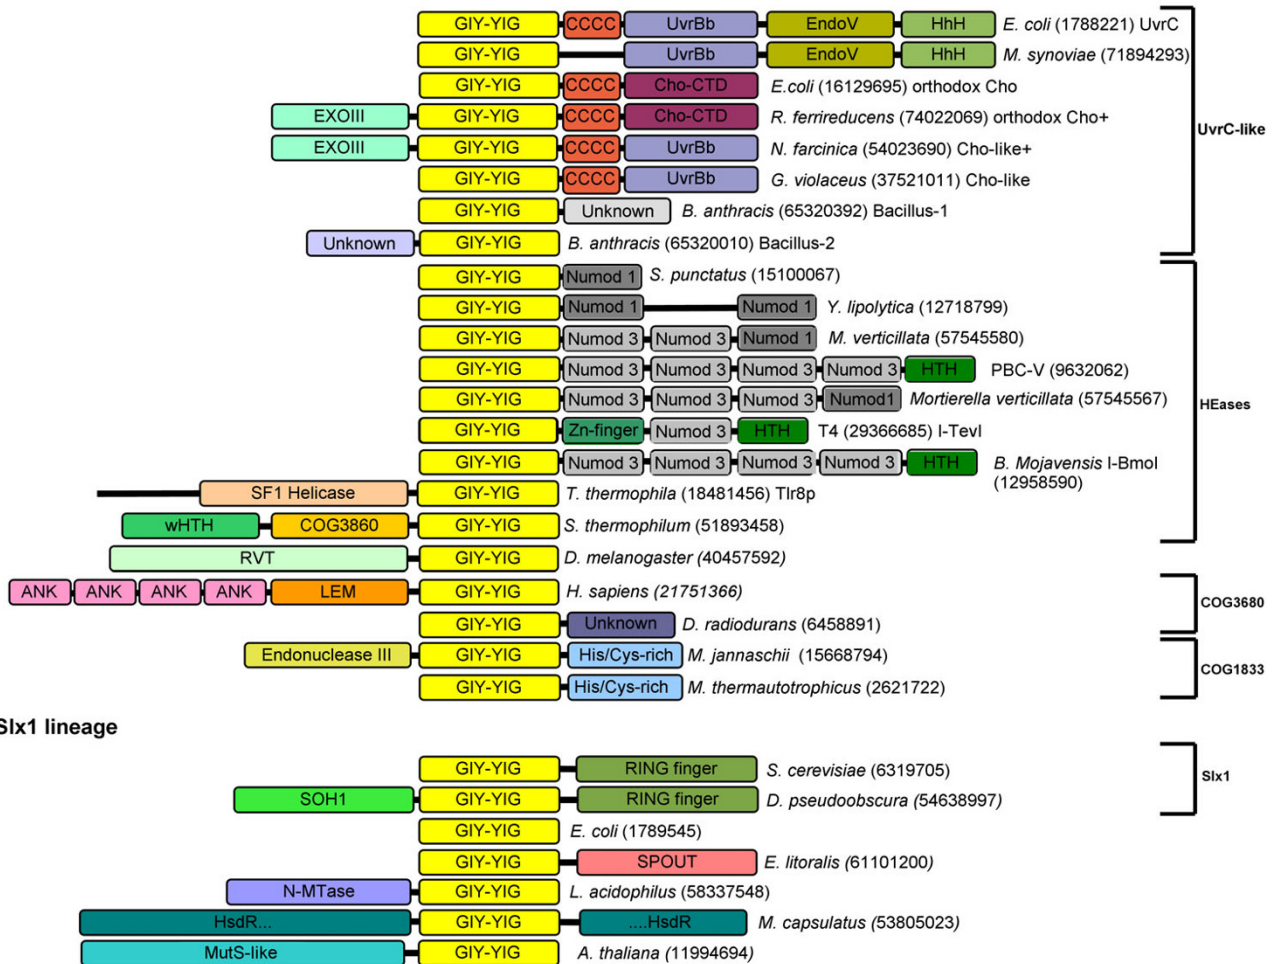 GIY-YIG CCCC UvrBb EndoV HhH E. coli (1788221) UvrC
GIY-YIG UvrBb EndoV HhH M. synoviae (71894293)
GIY-YIG CCCC Cho-CTD E.coli (16129695) orthodox Cho
EXOIII GIY-YIG CCCC Cho-CTD R. ferrireducens (74022069) orthodox Cho+
UvrC-like
EXOIII GIY-YIG CCCC UvrBb N. farcinica (54023690) Cho-like+
GIY-YIG CCCC UvrBb G. violaceus (37521011) Cho-like
GIY-YIG Unknown B. anthracis (65320392) Bacillus-1
Unknown GIY-YIG B. anthracis (65320010) Bacillus-2
GIY-YIG Numod 1 S. punctatus (15100067)
GIY-YIG Numod 1 Numod 1 Y. lipolytica (12718799)
GIY-YIG Numod 3 Numod 3 Numod 1 M. verticillata (57545580)
GIY-YIG Numod 3 Numod 3 Numod 3 Numod 3 HTH PBC-V (9632062)
GIY-YIG Numod 3 Numod 3 Numod 3 Numod1 Mortierella verticillata (57545567)
HEases
GIY-YIG Zn-finger Numod 3 HTH T4 (29366685) I-TevI
GIY-YIG Numod 3 Numod 3 Numod 3 Numod 3 HTH B. Mojavensis I-BmoI
(12958590)
SF1 Helicase GIY-YIG T. thermophila (18481456) Tlr8p
wHTH COG3860 GIY-YIG S. thermophilum (51893458)
RVT GIY-YIG D. melanogaster (40457592)
ANK ANK ANK ANK LEM GIY-YIG H. sapiens (21751366)
COG3680
GIY-YIG Unknown D. radiodurans (6458891)
Endonuclease III GIY-YIG His/Cys-rich M. jannaschii (15668794)
COG1833
GIY-YIG His/Cys-rich M. thermautotrophicus (2621722)
Slx1 lineage
GIY-YIG RING finger S. cerevisiae (6319705)
Slx1
SOH1 GIY-YIG RING finger D. pseudoobscura (54638997)
GIY-YIG E. coli (1789545)
GIY-YIG SPOUT E. litoralis (61101200)
N-MTase GIY-YIG L. acidophilus (58337548)
HsdR... GIY-YIG ....HsdR M. capsulatus (53805023)
MutS-like GIY-YIG A. thaliana (11994694)